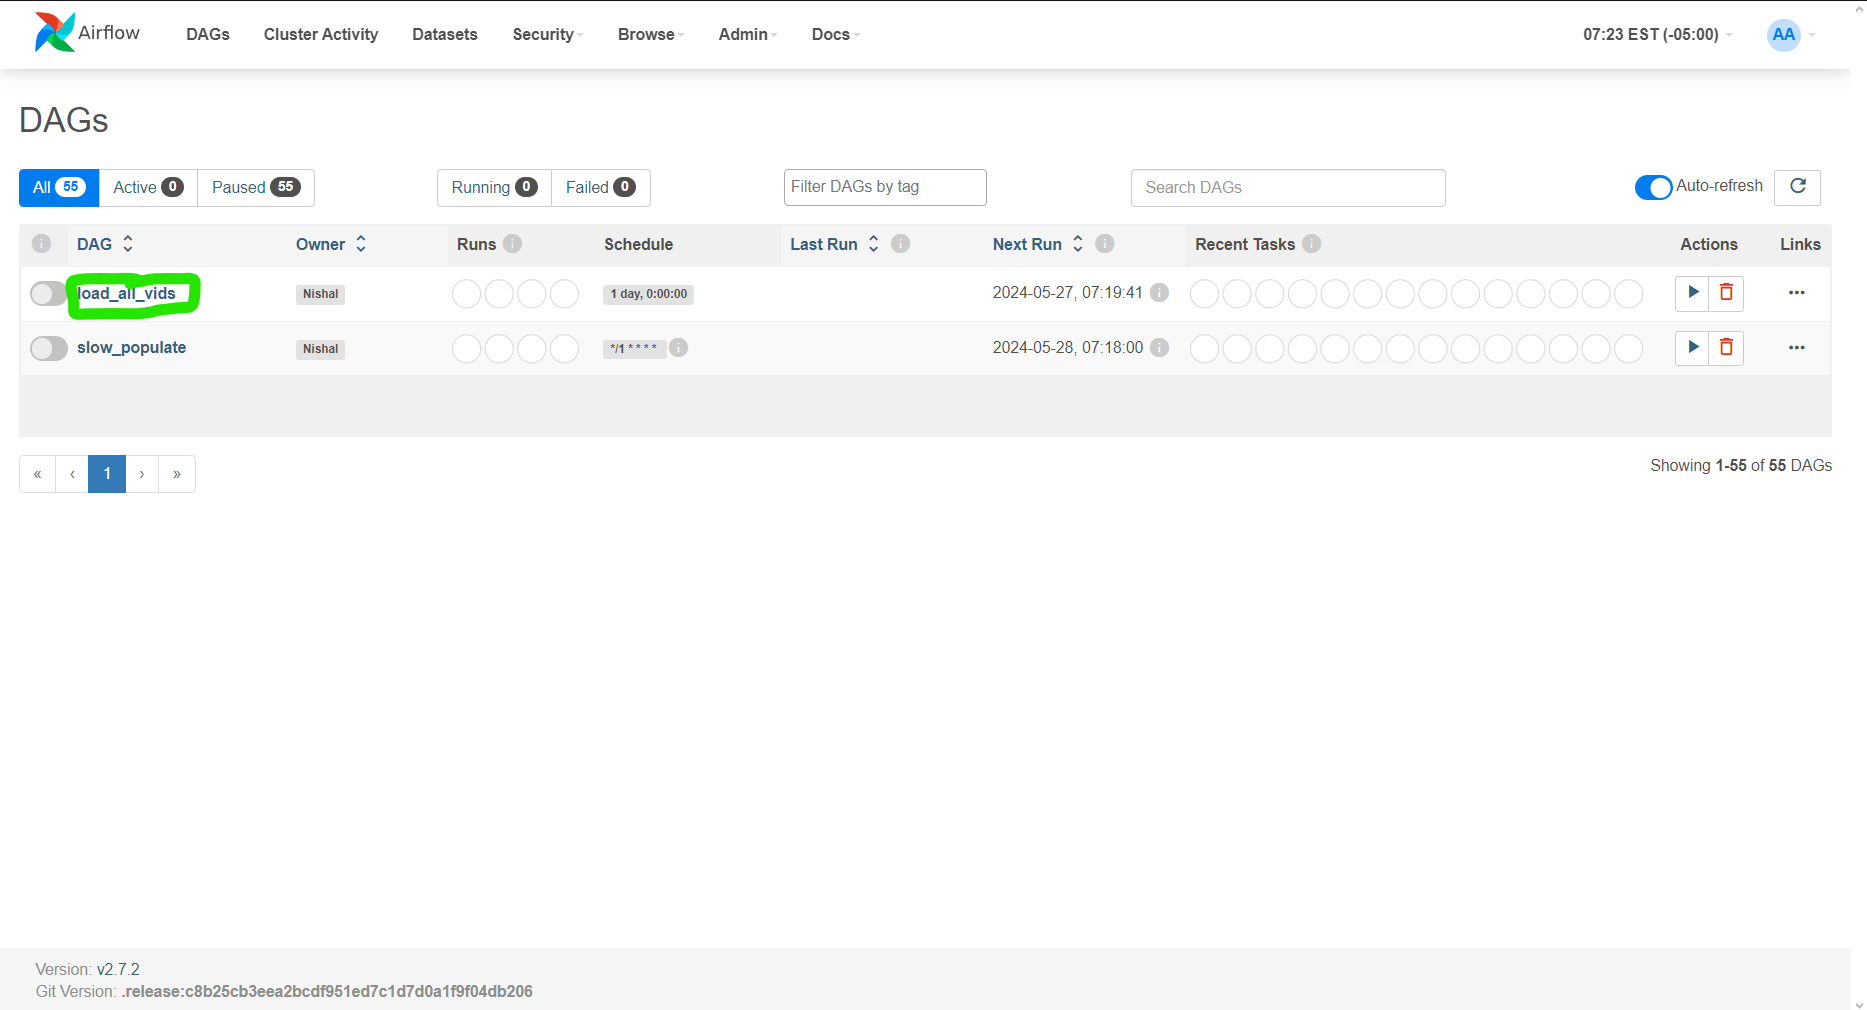 Airflow DAGs Cluster Activity Datasets Security Browse Admin Docs 07:23 EST (-05:00) AA
DAGs
All 55 Active 0 Paused 55 Running 0 Failed 0 Filter DAGs by tag Search DAGs Auto-refresh
i DAG Owner Runs i Schedule Last Run i Next Run i Recent Tasks i Actions Links
load_all_vids Nishal 1 day, 0:00:00 2024-05-27, 07:19:41 i
slow_populate Nishal */1 * * * * i 2024-05-28, 07:18:00 i
« ‹ 1 › » Showing 1-55 of 55 DAGs
Version: v2.7.2
Git Version: .release:c8b25cb3eea2bcdf951ed7c1d7d0a1f9f04db206